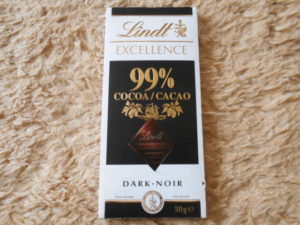 Lindt
EXCELLENCE
99%
COCOA/CACAO
Lindt
DARK·NOIR
50g e